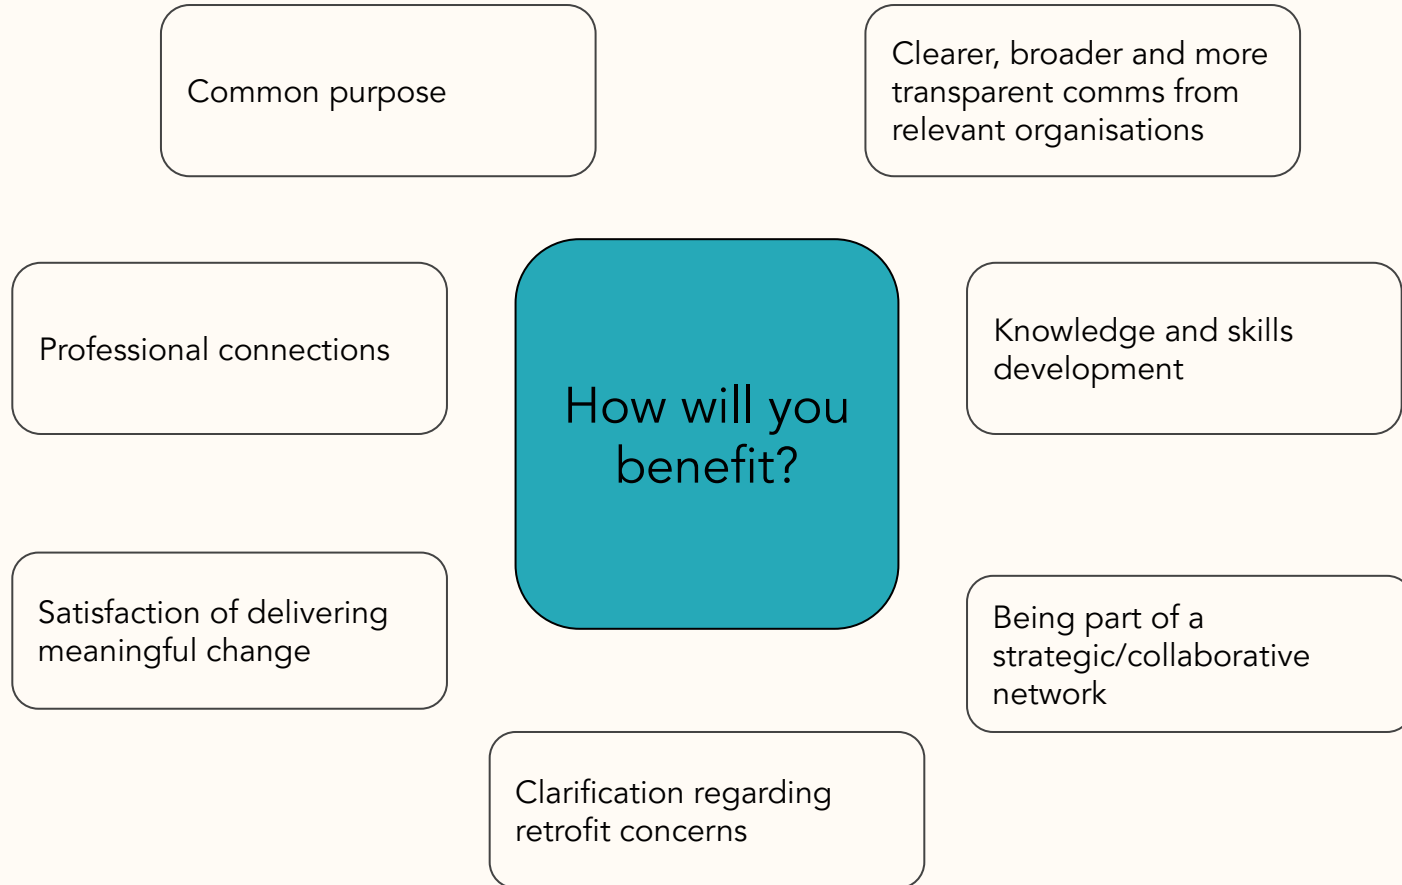 Common purpose
Clearer, broader and more
transparent comms from
relevant organisations
Professional connections
How will you
benefit?
Knowledge and skills
development
Satisfaction of delivering
meaningful change
Being part of a
strategic/collaborative
network
Clarification regarding
retrofit concerns